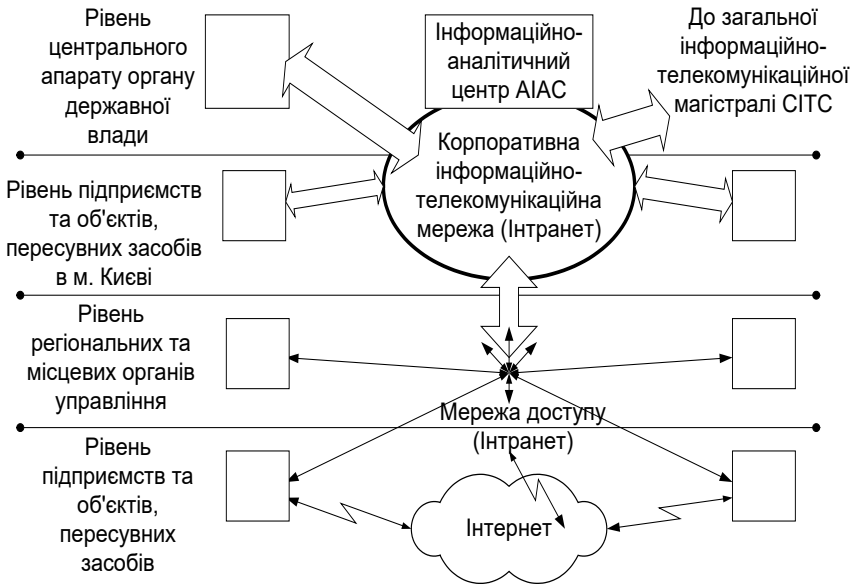 Рівень
центрального
апарату органу
державної
влади
Інформаційно-
аналітичний
центр АІАС
До загальної
інформаційно-
телекомунікаційної
магістралі СІТС
Корпоративна
інформаційно-
телекомунікаційна
мережа (Інтранет)
Рівень підприємств
та об'єктів,
пересувних засобів
в м. Києві
Рівень
регіональних та
місцевих органів
управління
Мережа доступу
(Інтранет)
Рівень
підприємств та
об'єктів,
пересувних
засобів
Інтернет